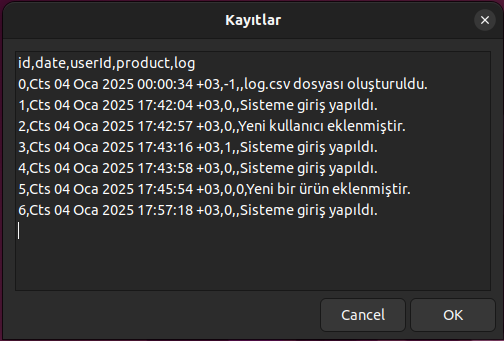 Kayıtlar
id,date,userId,product,log
0,Cts 04 Oca 2025 00:00:34 +03,-1,,log.csv dosyası oluşturuldu.
1,Cts 04 Oca 2025 17:42:04 +03,0,,Sisteme giriş yapıldı.
2,Cts 04 Oca 2025 17:42:57 +03,0,,Yeni kullanıcı eklenmiştir.
3,Cts 04 Oca 2025 17:43:16 +03,1,,Sisteme giriş yapıldı.
4,Cts 04 Oca 2025 17:43:58 +03,0,,Sisteme giriş yapıldı.
5,Cts 04 Oca 2025 17:45:54 +03,0,0,Yeni bir ürün eklenmiştir.
6,Cts 04 Oca 2025 17:57:18 +03,0,,Sisteme giriş yapıldı.
Cancel OK